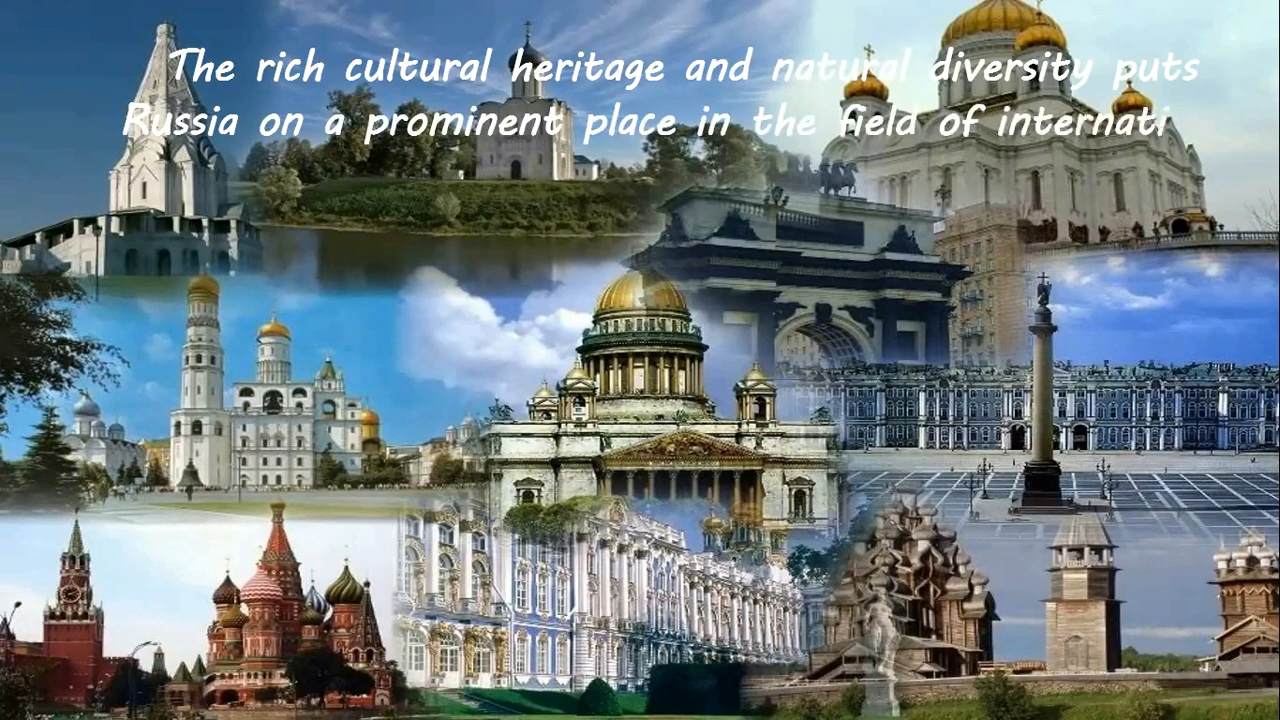 The rich cultural heritage and natural diversity puts
Russia on a prominent place in the field of internati